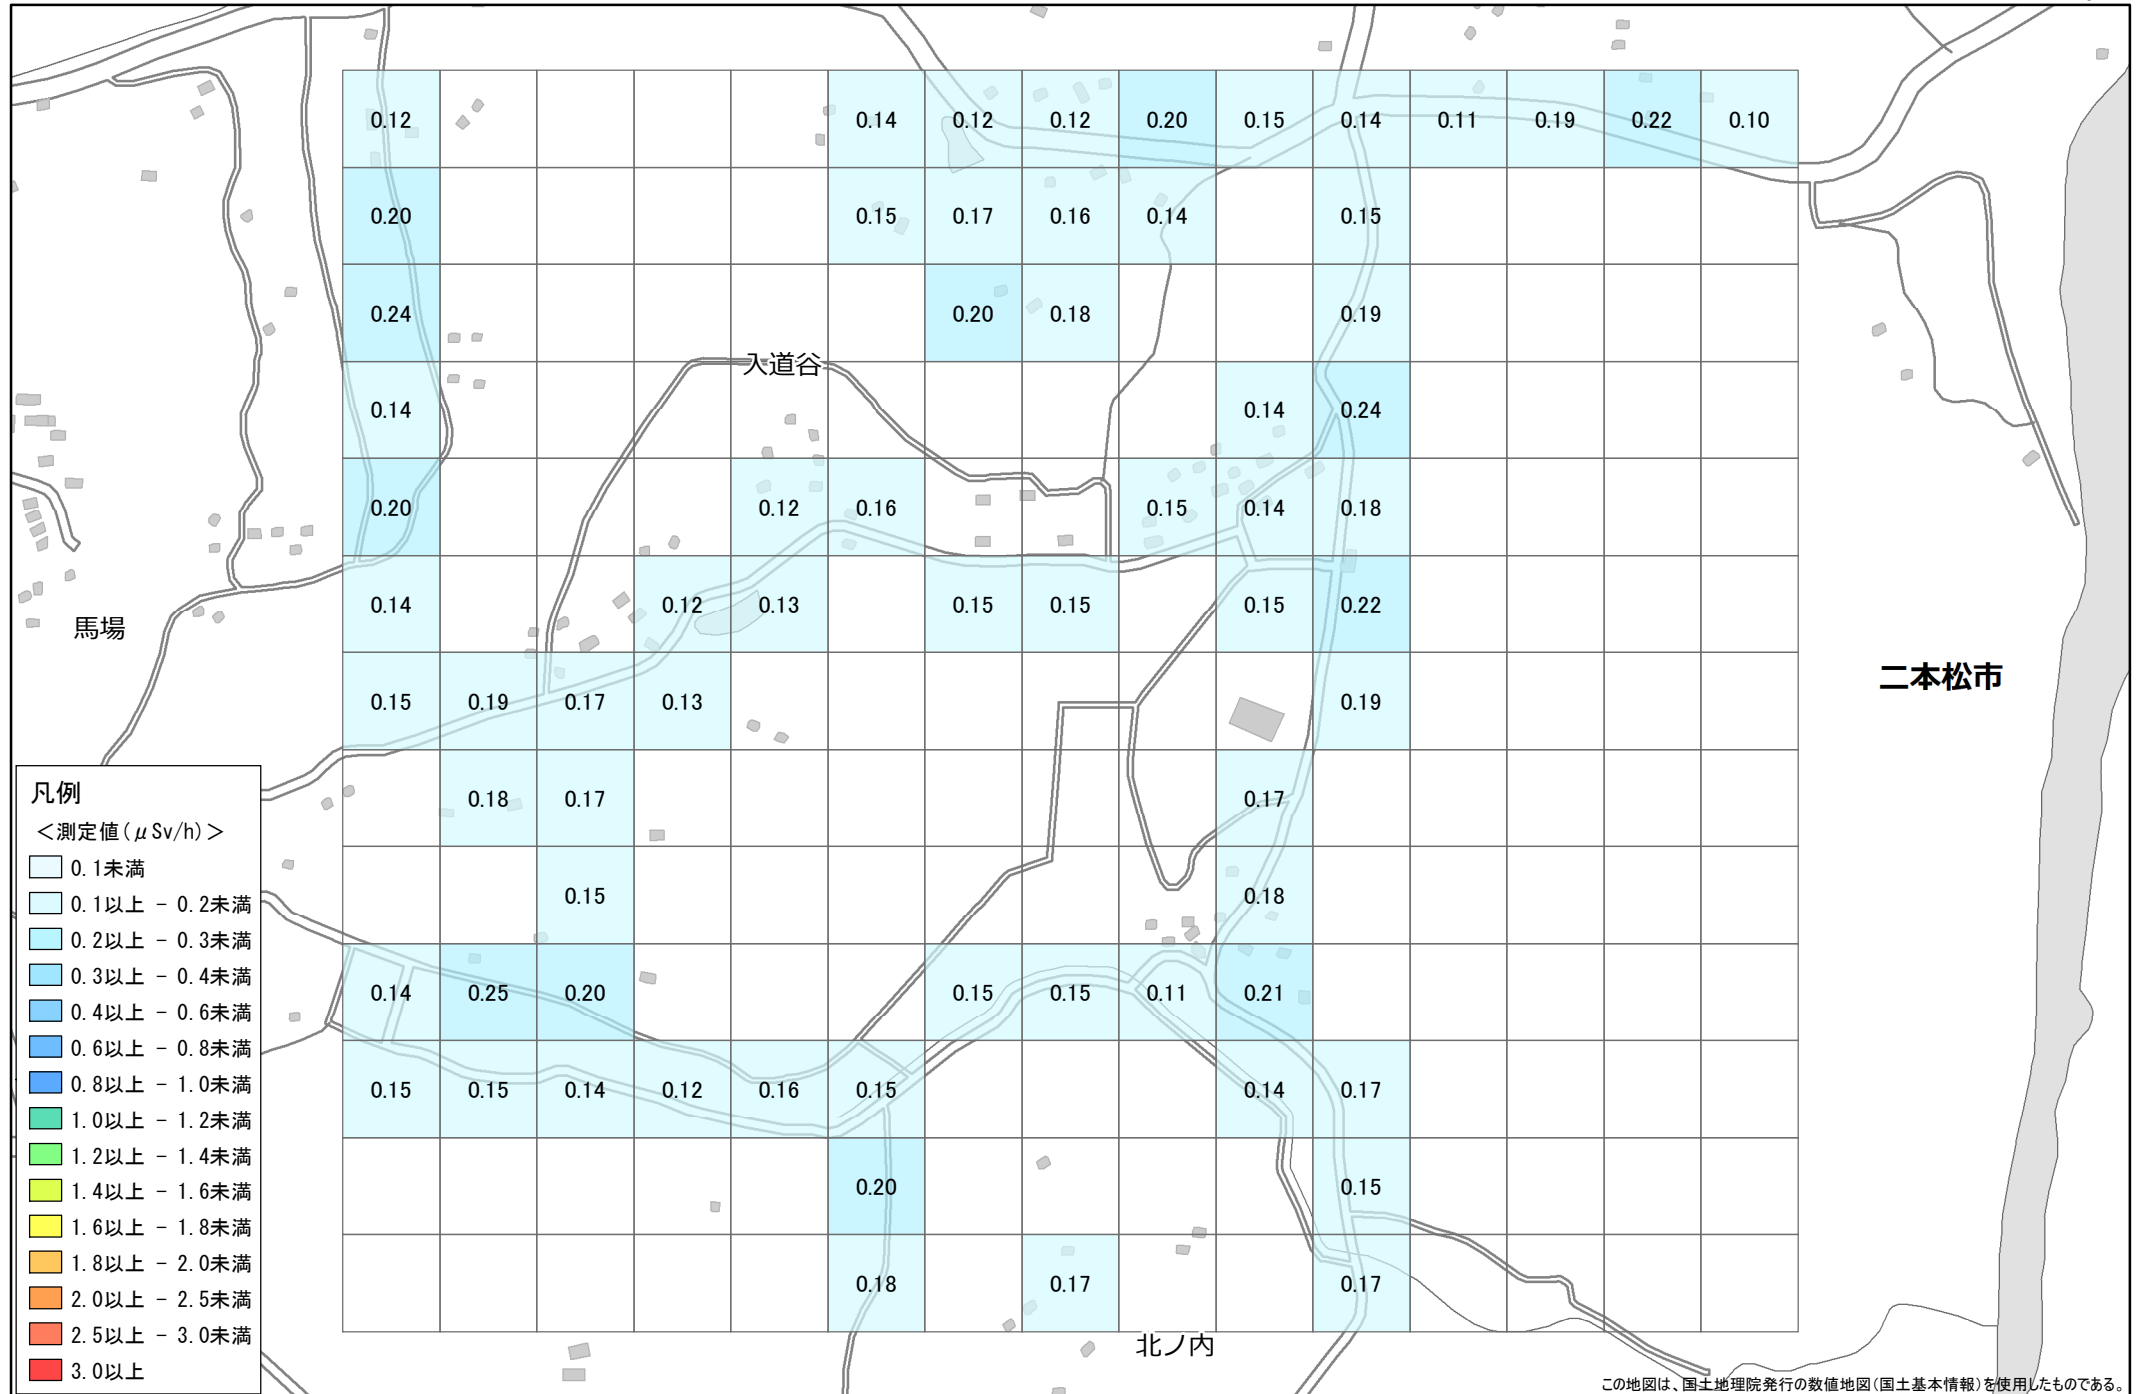 0.12 0.14 0.12 0.12 0.20 0.15 0.14 0.11 0.19 0.22 0.10
0.20 0.15 0.17 0.16 0.14 0.15
0.24 0.20 0.18 0.19
入道谷
0.14 0.14 0.24
0.20 0.12 0.16 0.15 0.14 0.18
0.14 0.12 0.13 0.15 0.15 0.15 0.22
馬場
二本松市
0.15 0.19 0.17 0.13 0.19
0.18 0.17 0.17
0.15 0.18
0.14 0.25 0.20 0.15 0.15 0.11 0.21
0.15 0.15 0.14 0.12 0.16 0.15 0.14 0.17
0.20 0.15
0.18 0.17 0.17
北ノ内
凡例
＜測定値(μSv/h)＞
0.1未満
0.1以上 - 0.2未満
0.2以上 - 0.3未満
0.3以上 - 0.4未満
0.4以上 - 0.6未満
0.6以上 - 0.8未満
0.8以上 - 1.0未満
1.0以上 - 1.2未満
1.2以上 - 1.4未満
1.4以上 - 1.6未満
1.6以上 - 1.8未満
1.8以上 - 2.0未満
2.0以上 - 2.5未満
2.5以上 - 3.0未満
3.0以上
この地図は、国土地理院発行の数値地図(国土基本情報)を使用したものである。